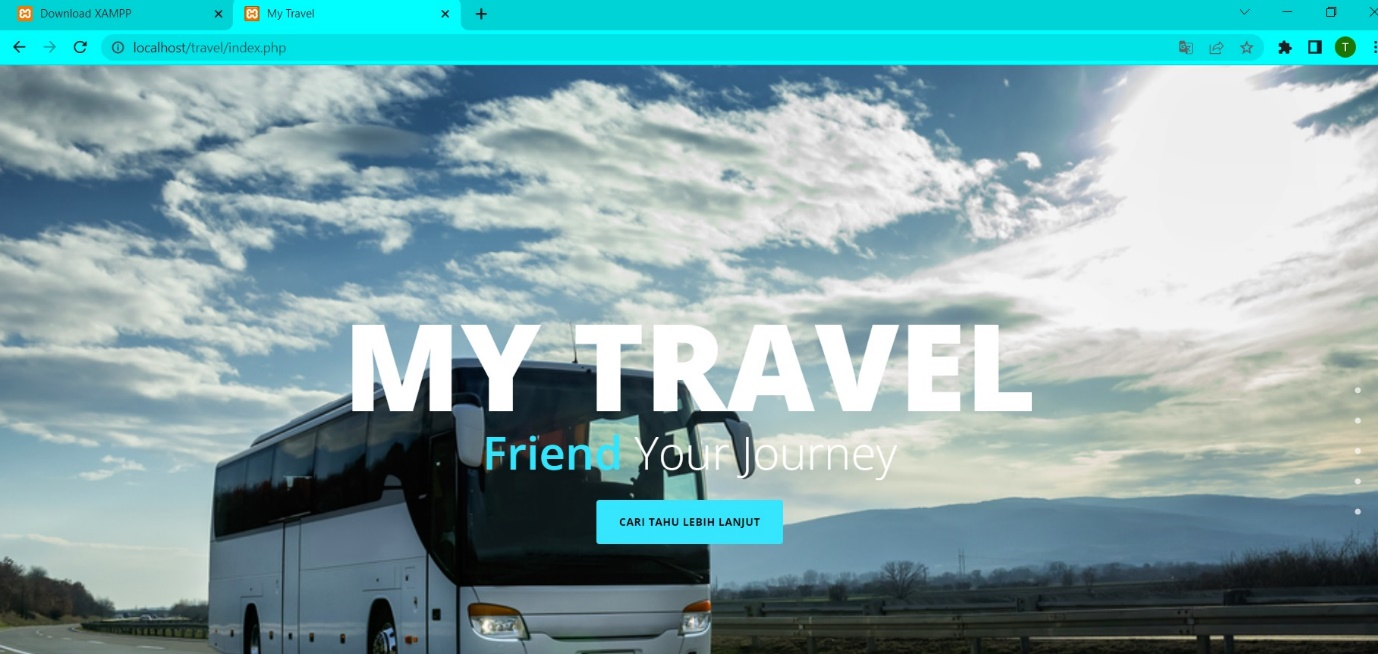 Download XAMPP
My Travel
localhost/travel/index.php
T
MY TRAVEL
Friend Your Journey
CARI TAHU LEBIH LANJUT